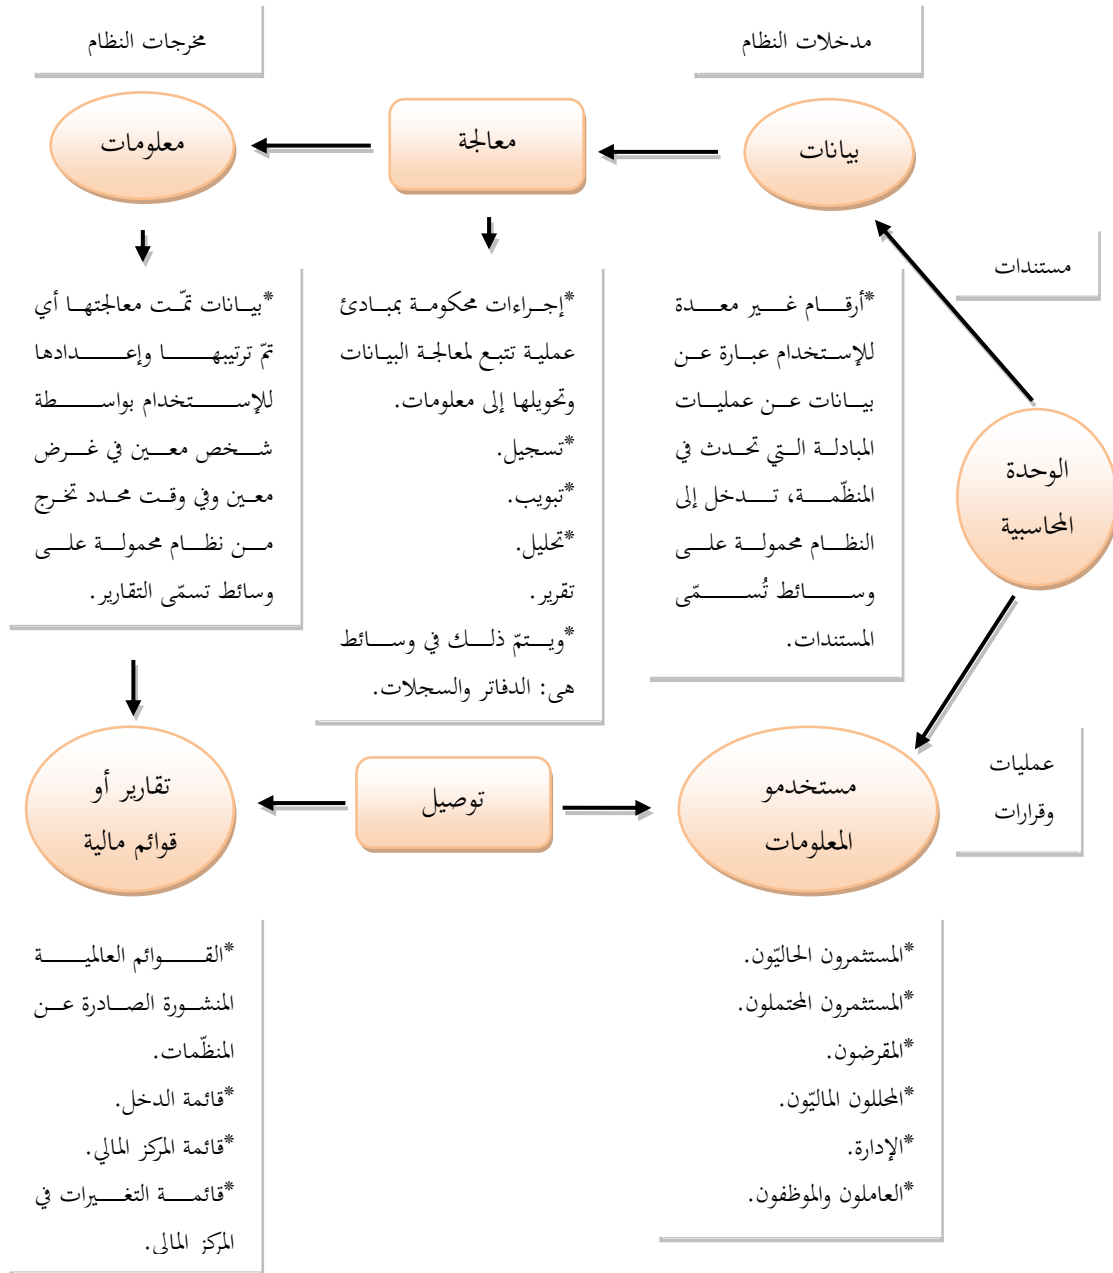 مدخلات النظام
مخرجات النظام
بيانات
معالجة
معلومات
مستندات
*أرقام غير معدة
للإستخدام عبارة عن
بيانات عن عمليات
المبادلة التي تحدث في
المنظّمة، تدخل إلى
النظام محمولة على
وسائط تُسمّى
المستندات.
*إجراءات محكومة بمبادئ
عملية تتبع لمعالجة البيانات
وتحويلها إلى معلومات.
*تسجيل.
*تبويب.
*تحليل.
تقرير.
*ويتمّ ذلك في وسائط
هى: الدفاتر والسجلات.
*بيانات تمّت معالجتها أي
تمّ ترتيبها وإعدادها
للإستخدام بواسطة
شخص معين في غرض
معين وفي وقت محدد تخرج
من نظام محمولة على
وسائط تسمّى التقارير.
الوحدة
المحاسبية
عمليات
وقرارات
مستخدمو
المعلومات
توصيل
تقارير أو
قوائم مالية
*المستثمرون الحاليّون.
*المستثمرون المحتملون.
*المقرضون.
*المحللون الماليّون.
*الإدارة.
*العاملون والموظفون.
*القوائم العالمية
المنشورة الصادرة عن
المنظّمات.
*قائمة الدخل.
*قائمة المركز المالي.
*قائمة التغيرات في
المركز المالي.